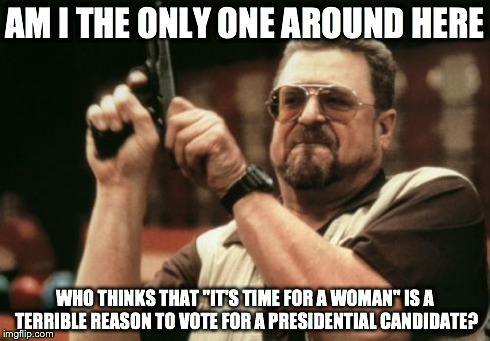 AM I THE ONLY ONE AROUND HERE
WHO THINKS THAT "IT'S TIME FOR A WOMAN" IS A
TERRIBLE REASON TO VOTE FOR A PRESIDENTIAL CANDIDATE?
imgflip.com